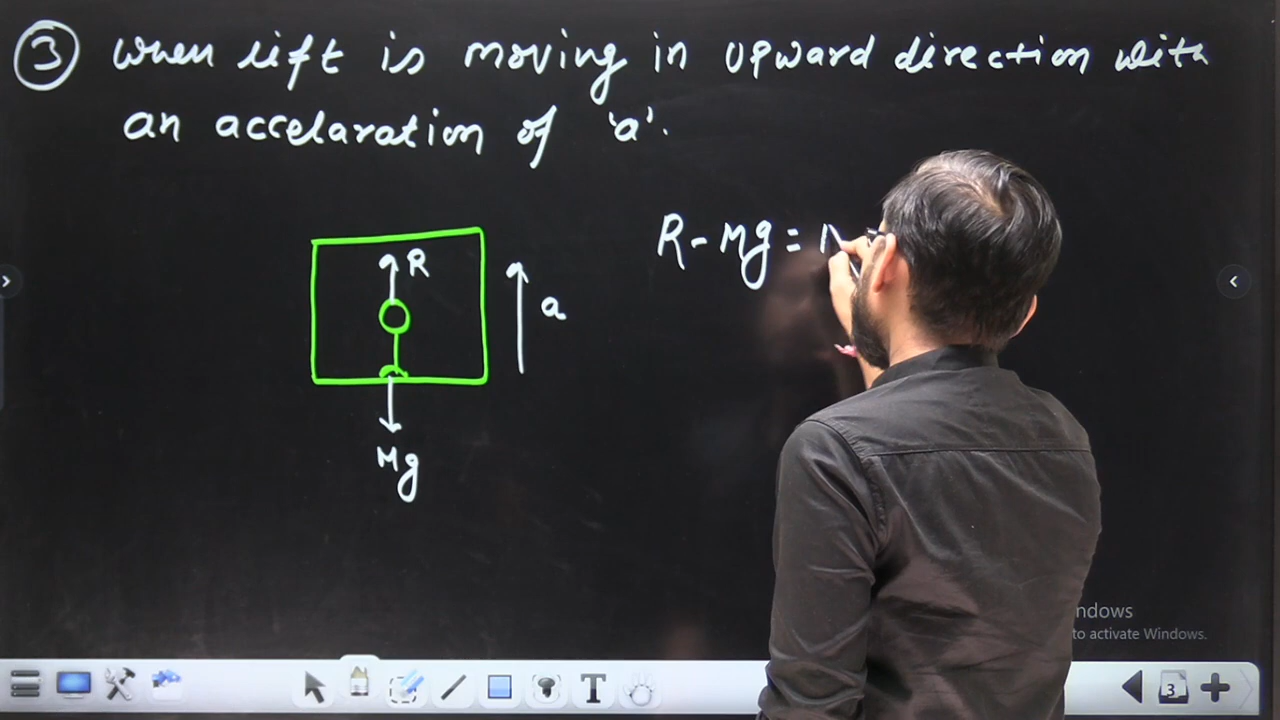 3 when lift is moving in upward direction with
an accelaration of 'a'.
R - Mg = M
R
a
Mg
ndows
to activate Windows.
T
3